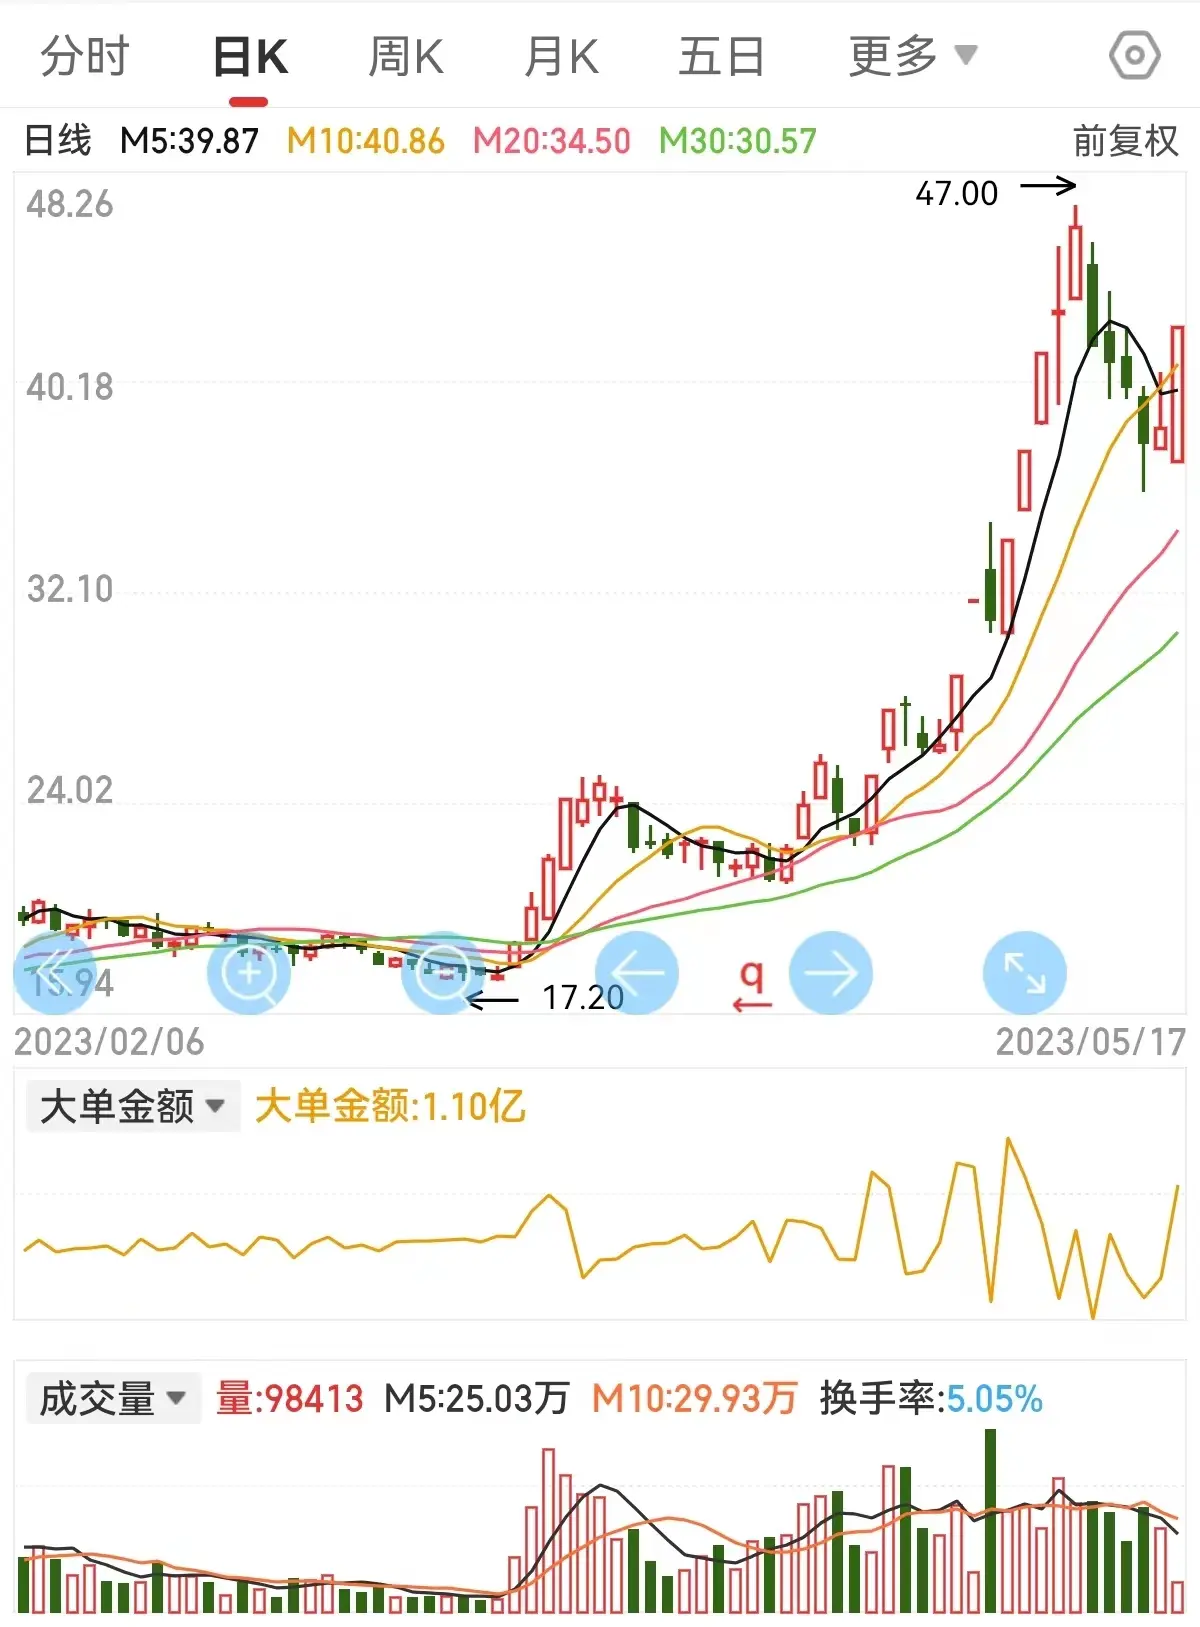 分时 日K 周K 月K 五日 更多
日线 M5:39.87 M10:40.86 M20:34.50 M30:30.57 前复权
48.26
47.00
40.18
32.10
24.02
15.94
17.20
q
2023/02/06 2023/05/17
大单金额 大单金额:1.10亿
成交量 量:98413 M5:25.03万 M10:29.93万 换手率:5.05%